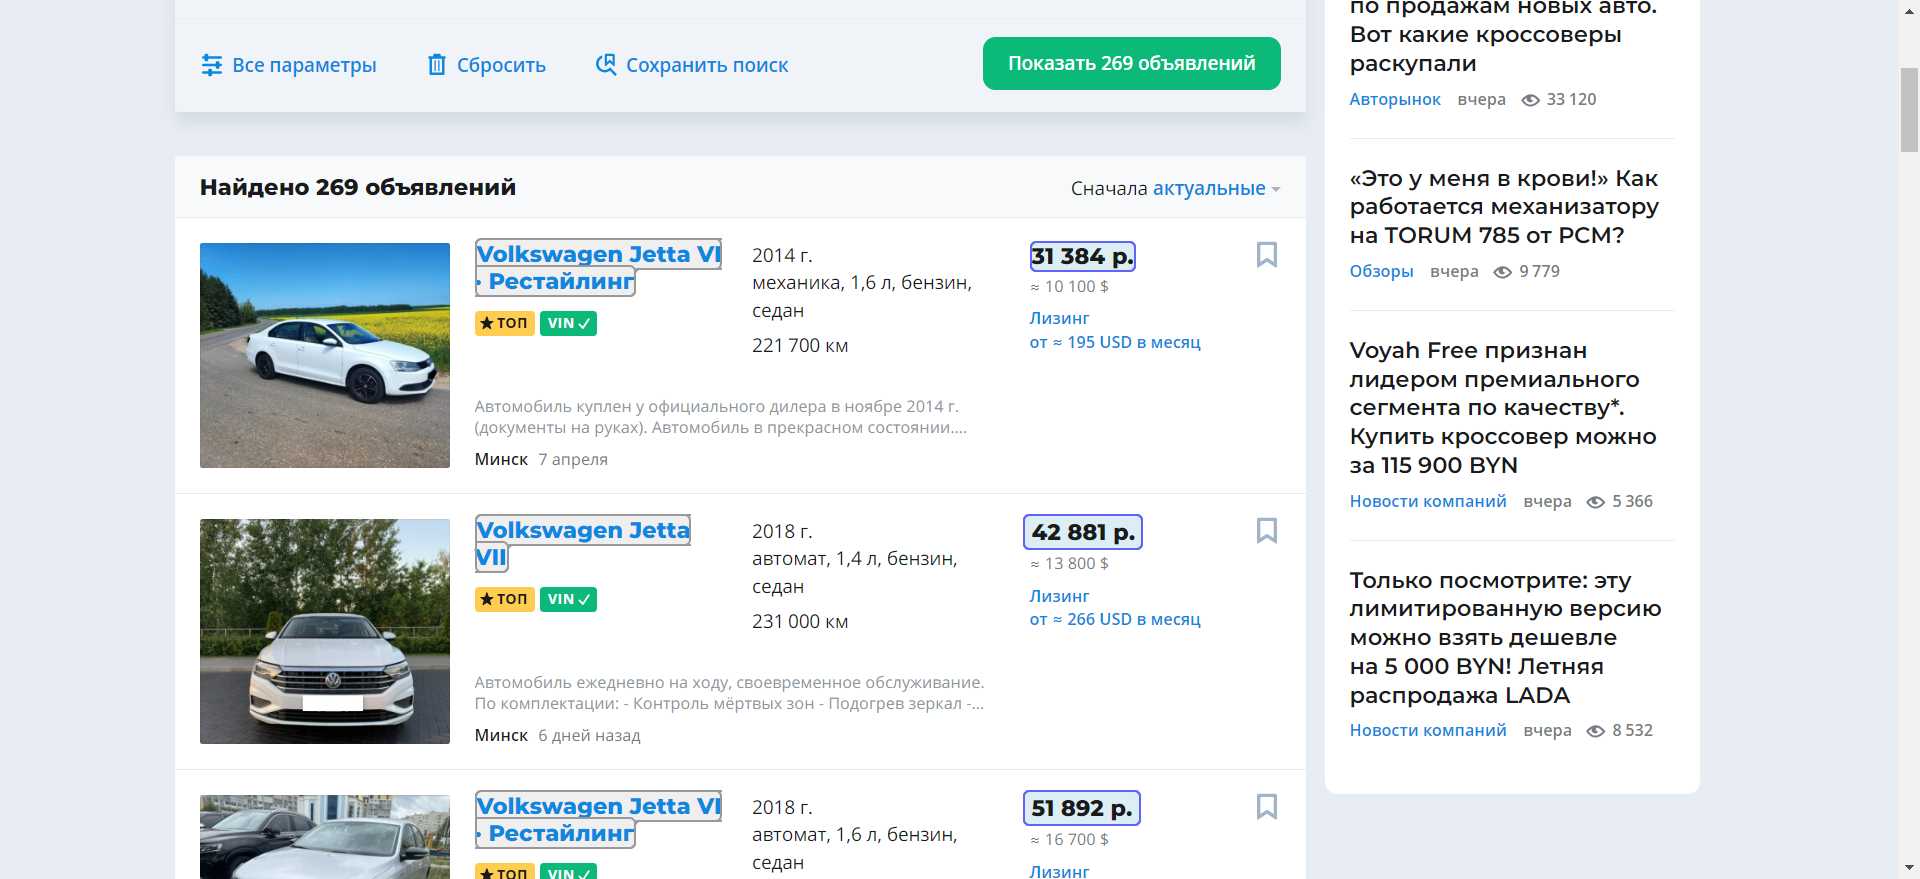 Все параметры
Сбросить
Сохранить поиск
Показать 269 объявлений
Найдено 269 объявлений
Сначала актуальные
Volkswagen Jetta VI
· Рестайлинг
ТОП
VIN
2014 г.
механика, 1,6 л, бензин,
седан
221 700 км
31 384 р.
≈ 10 100 $
Лизинг
от ≈ 195 USD в месяц
Автомобиль куплен у официального дилера в ноябре 2014 г.
(документы на руках). Автомобиль в прекрасном состоянии....
Минск 7 апреля
Volkswagen Jetta
VII
ТОП
VIN
2018 г.
автомат, 1,4 л, бензин,
седан
231 000 км
42 881 р.
≈ 13 800 $
Лизинг
от ≈ 266 USD в месяц
Автомобиль ежедневно на ходу, своевременное обслуживание.
По комплектации: - Контроль мёртвых зон - Подогрев зеркал -...
Минск 6 дней назад
Volkswagen Jetta VI
· Рестайлинг
ТОП
VIN
2018 г.
автомат, 1,6 л, бензин,
седан
51 892 р.
≈ 16 700 $
Лизинг
по продажам новых авто.
Вот какие кроссоверы
раскупали
Авторынок вчера 33 120
«Это у меня в крови!» Как
работается механизатору
на TORUM 785 от РСМ?
Обзоры вчера 9 779
Voyah Free признан
лидером премиального
сегмента по качеству*.
Купить кроссовер можно
за 115 900 BYN
Новости компаний вчера 5 366
Только посмотрите: эту
лимитированную версию
можно взять дешевле
на 5 000 BYN! Летняя
распродажа LADA
Новости компаний вчера 8 532